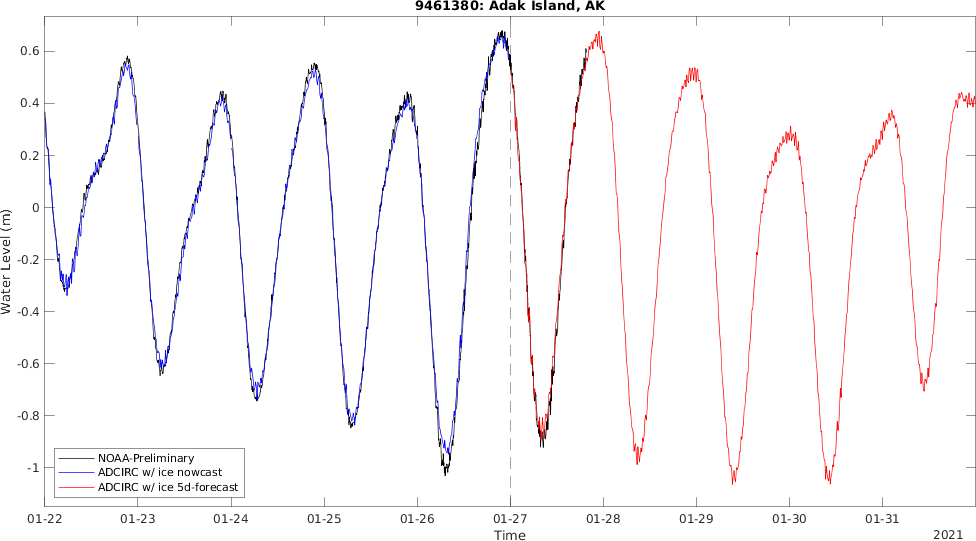 9461380: Adak Island, AK
0.6
0.4
0.2
0
-0.2
-0.4
-0.6
-0.8
-1
Water Level (m)
NOAA-Preliminary
ADCIRC w/ ice nowcast
ADCIRC w/ ice 5d-forecast
01-22 01-23 01-24 01-25 01-26 01-27 01-28 01-29 01-30 01-31
Time
2021